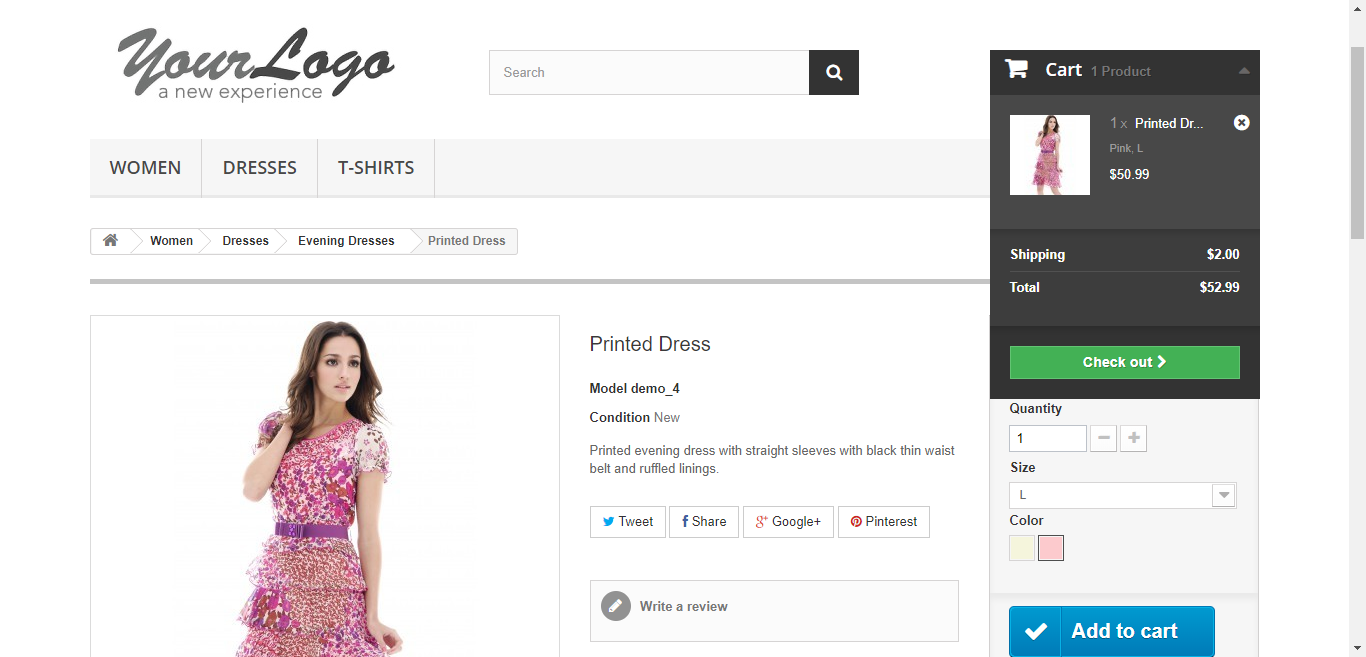 YourLogo
a new experience
Search
Cart 1 Product
1 x Printed Dr...
Pink, L
$50.99
Shipping $2.00
Total $52.99
Check out
WOMEN DRESSES T-SHIRTS
Women Dresses Evening Dresses Printed Dress
Printed Dress
Model demo_4
Condition New
Printed evening dress with straight sleeves with black thin waist
belt and ruffled linings.
Tweet Share Google+ Pinterest
Write a review
Quantity
1
Size
L
Color
Add to cart